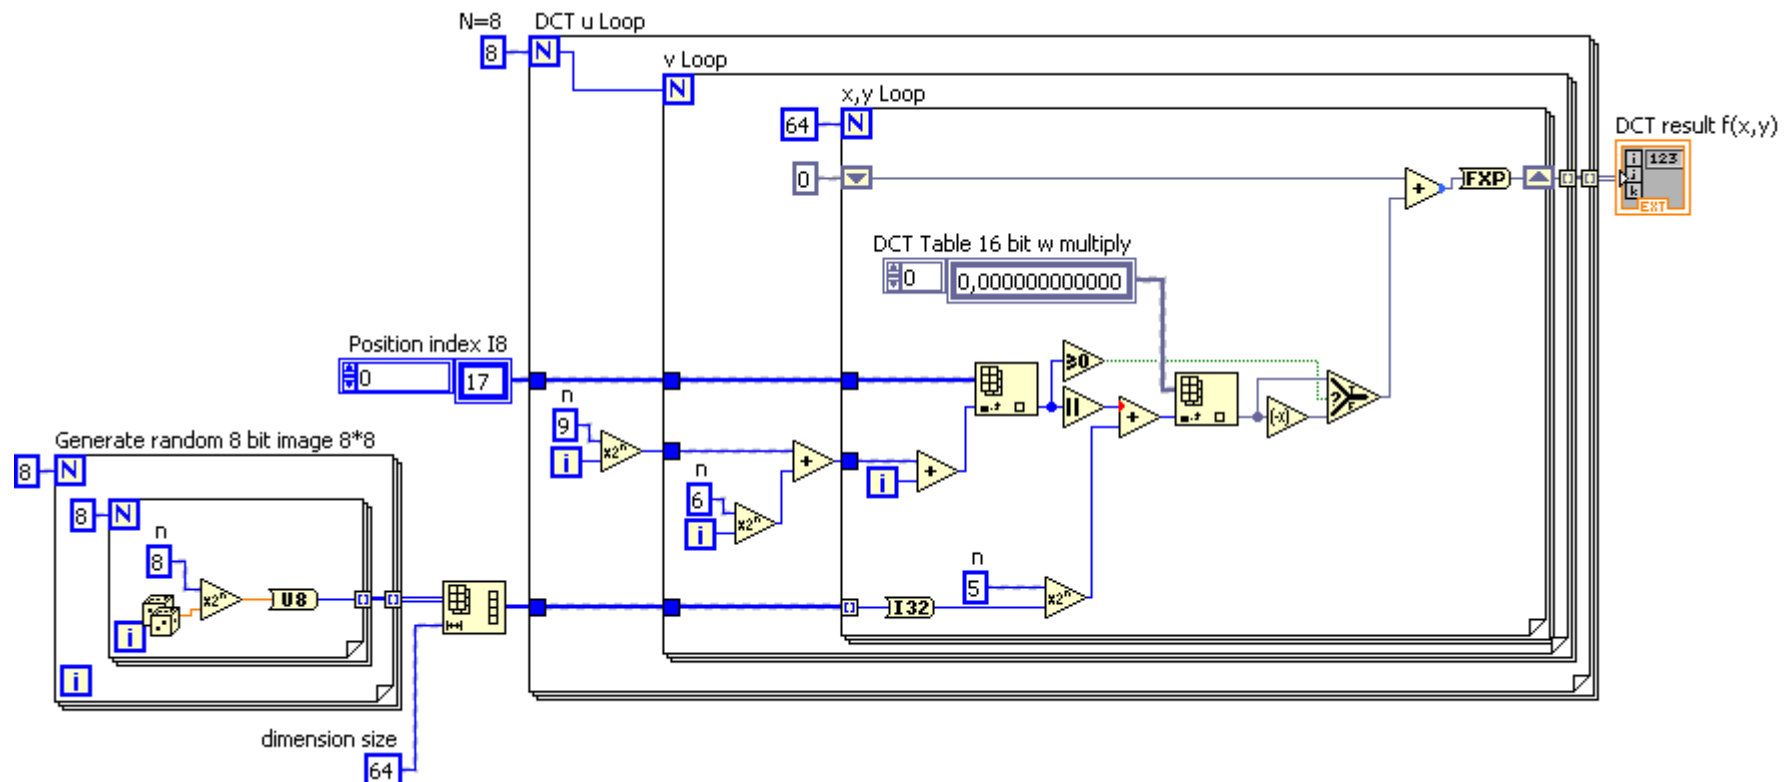 N=8
DCT u Loop
8
N
v Loop
N
x,y Loop
64
N
DCT result f(x,y)
i
123
j
k
EXT
0
+
FXP
DCT Table 16 bit w multiply
0
0,000000000000
Position index I8
0
17
≥0
n
9
i
x2ⁿ
+
i
+
n
6
i
x2ⁿ
||
+
(-x)
?
T
F
Generate random 8 bit image 8*8
8
N
8
N
n
8
x2ⁿ
U8
i
i
n
5
x2ⁿ
I32
dimension size
64